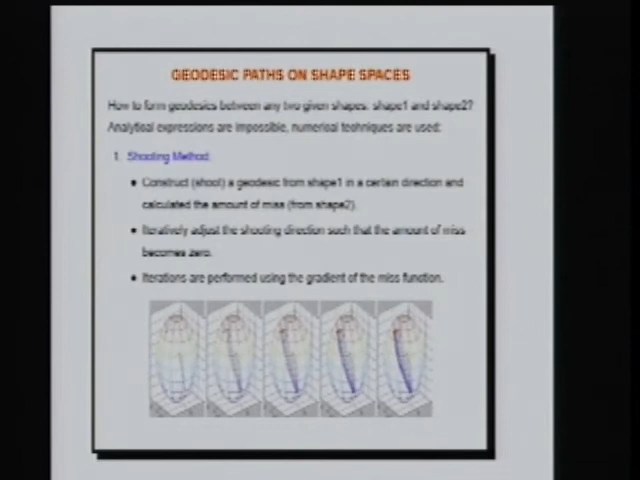 GEODESIC PATHS ON SHAPE SPACES
How to form geodesics between any two given shapes, shape1 and shape2?
Analytical expressions are impossible, numerical techniques are used:
1. Shooting Method:
• Construct (shoot) a geodesic from shape1 in a certain direction and
calculated the amount of miss (from shape2).
• Iteratively adjust the shooting direction such that the amount of miss
becomes zero.
• Iterations are performed using the gradient of the miss function.